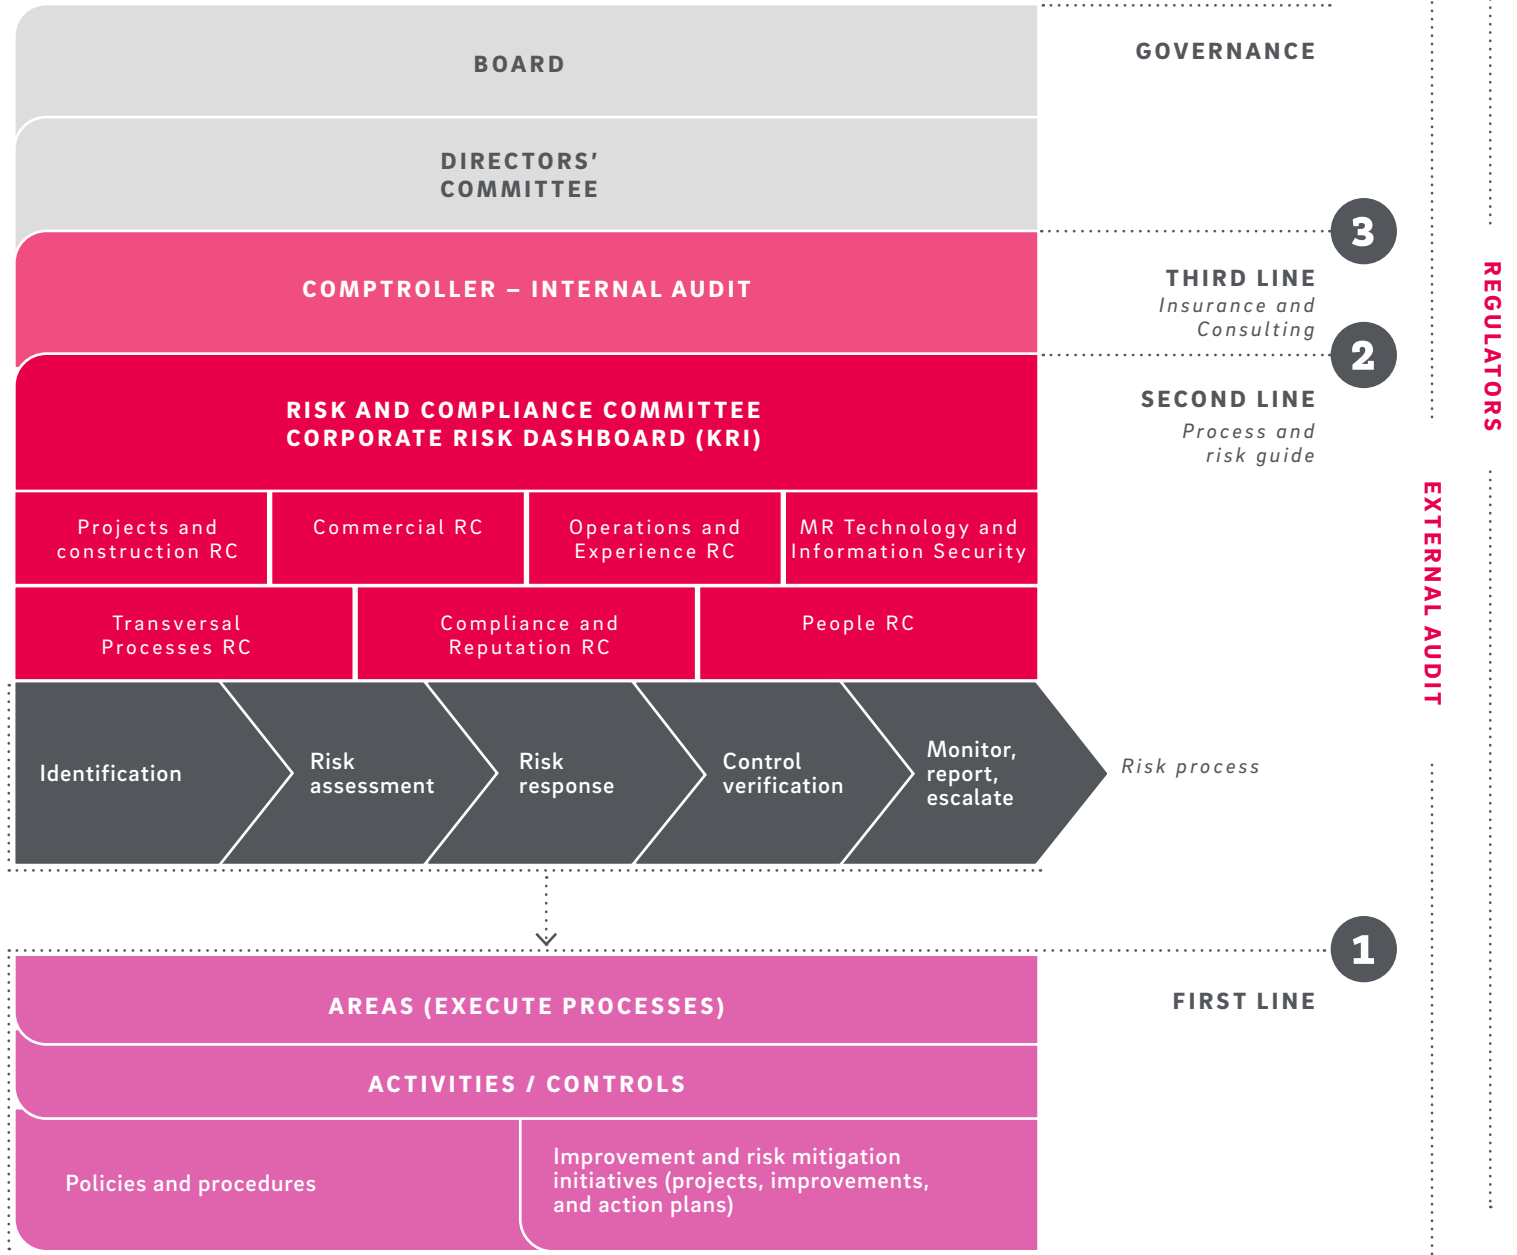 BOARD
GOVERNANCE
DIRECTORS'
COMMITTEE
3
COMPTROLLER – INTERNAL AUDIT
THIRD LINE
Insurance and
Consulting
2
RISK AND COMPLIANCE COMMITTEE
CORPORATE RISK DASHBOARD (KRI)
SECOND LINE
Process and
risk guide
Projects and
construction RC
Commercial RC
Operations and
Experience RC
MR Technology and
Information Security
Transversal
Processes RC
Compliance and
Reputation RC
People RC
Identification
Risk
assessment
Risk
response
Control
verification
Monitor,
report,
escalate
Risk process
1
AREAS (EXECUTE PROCESSES)
FIRST LINE
ACTIVITIES / CONTROLS
Policies and procedures
Improvement and risk mitigation
initiatives (projects, improvements,
and action plans)
EXTERNAL AUDIT
REGULATORS